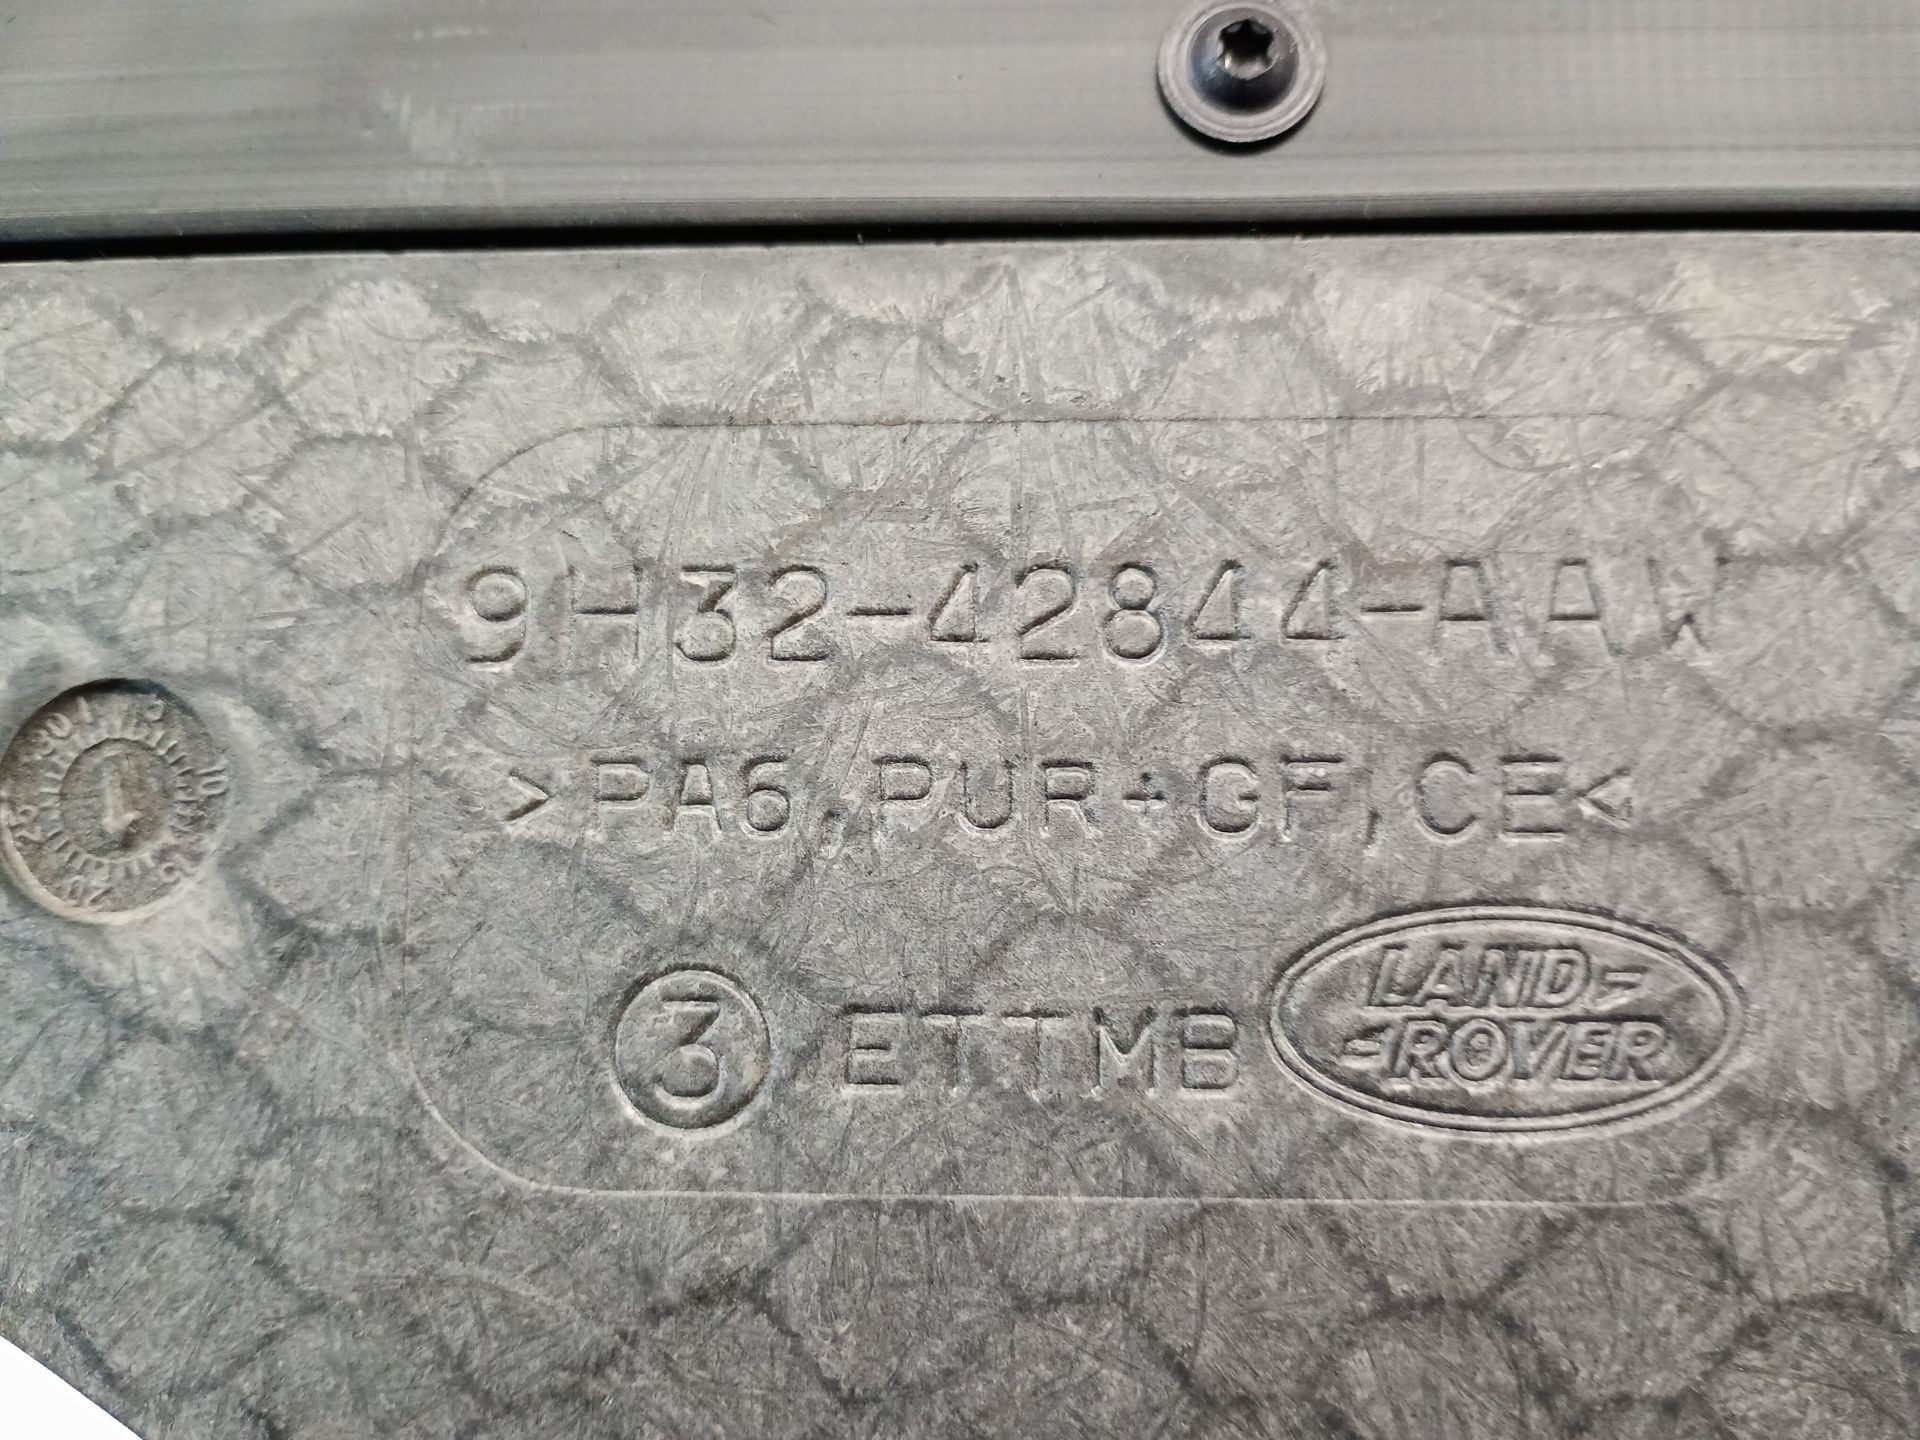 9H32-42844-AAW
>PA6,PUR+GF,CE<
3 ETTMB LAND ROVER